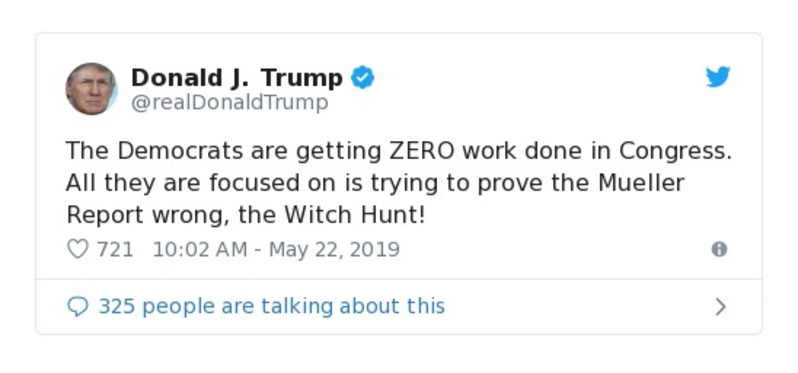 Donald J. Trump
@realDonaldTrump
The Democrats are getting ZERO work done in Congress.
All they are focused on is trying to prove the Mueller
Report wrong, the Witch Hunt!
721 10:02 AM - May 22, 2019
325 people are talking about this